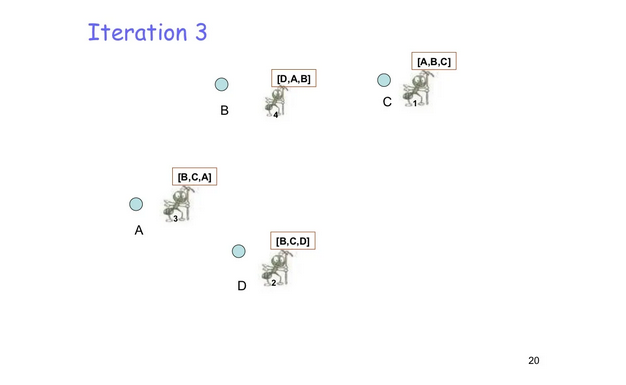 Iteration 3
[A,B,C]
[D,A,B]
C
1
B
4
[B,C,A]
3
A
[B,C,D]
D
2
20